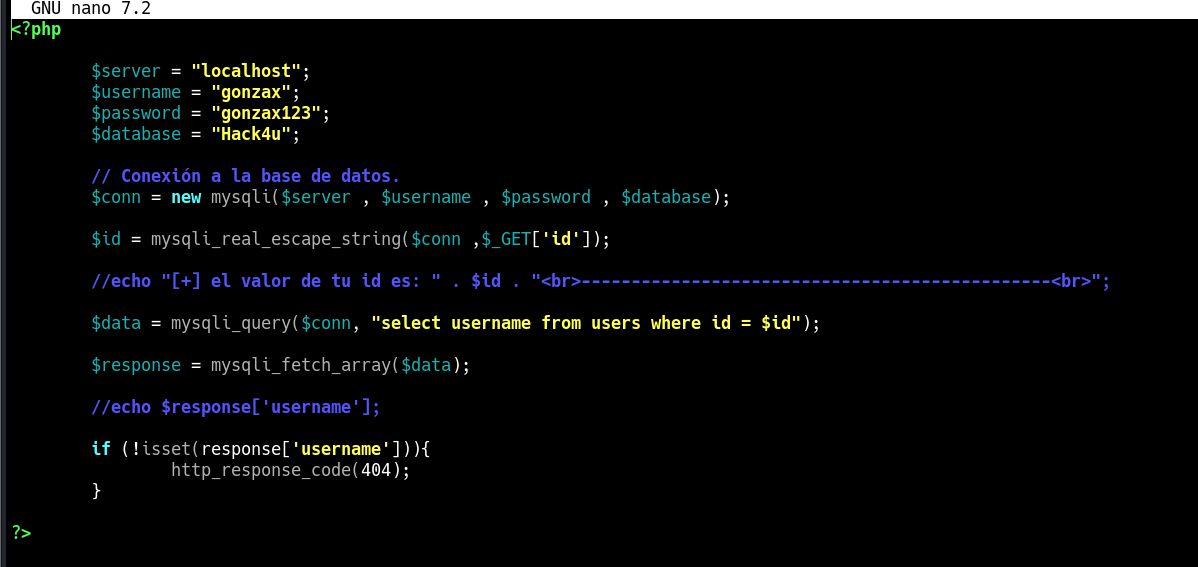 GNU nano 7.2
<?php
$server = "localhost";
$username = "gonzax";
$password = "gonzax123";
$database = "Hack4u";
// Conexión a la base de datos.
$conn = new mysqli($server , $username , $password , $database);
$id = mysqli_real_escape_string($conn ,$_GET['id']);
//echo "[+] el valor de tu id es: " . $id . "<br>-----------------------------------------------<br>";
$data = mysqli_query($conn, "select username from users where id = $id");
$response = mysqli_fetch_array($data);
//echo $response['username'];
if (!isset(response['username'])){
http_response_code(404);
}
?>